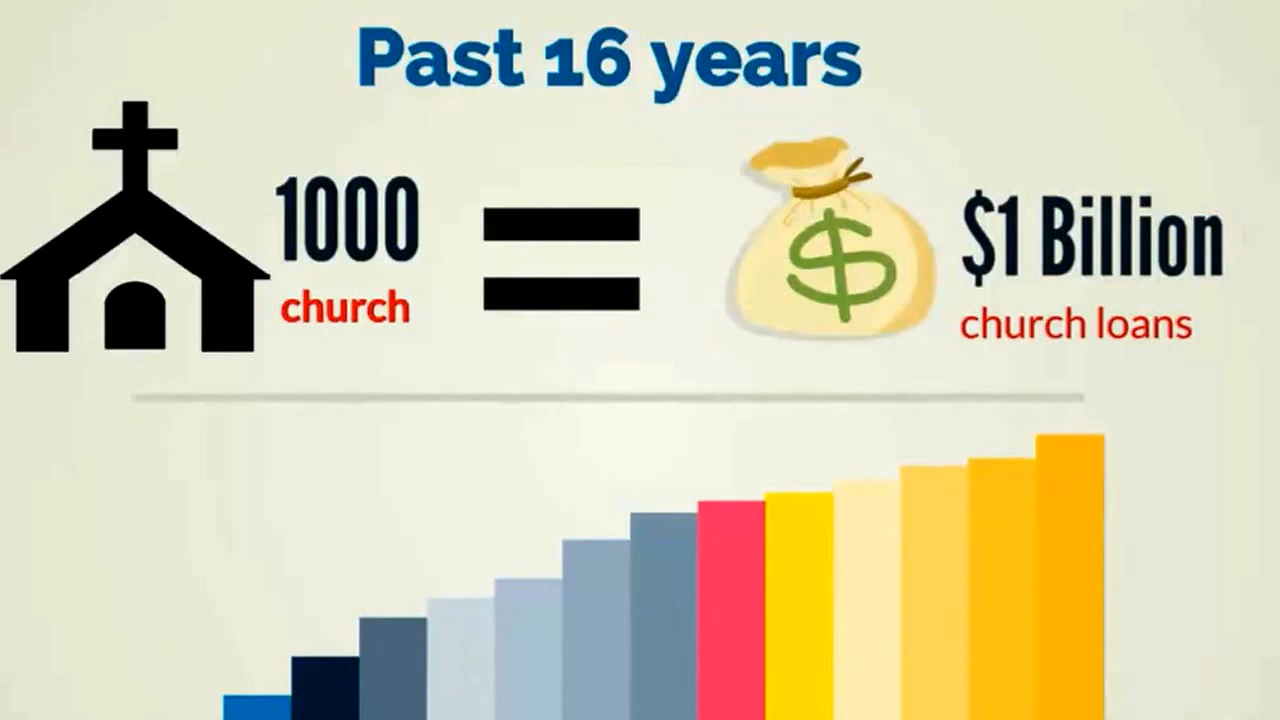 Past 16 years
1000
church
$
$1 Billion
church loans